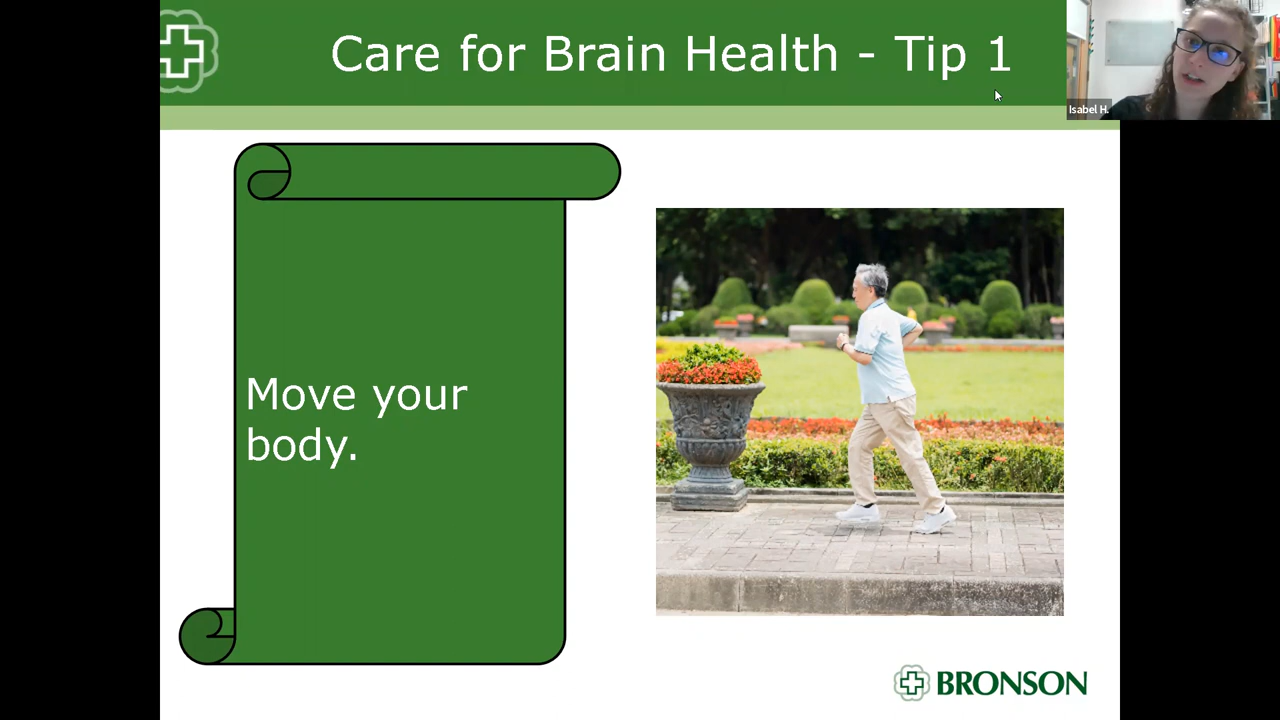 Care for Brain Health - Tip 1
Isabel H.
Move your
body.
BRONSON